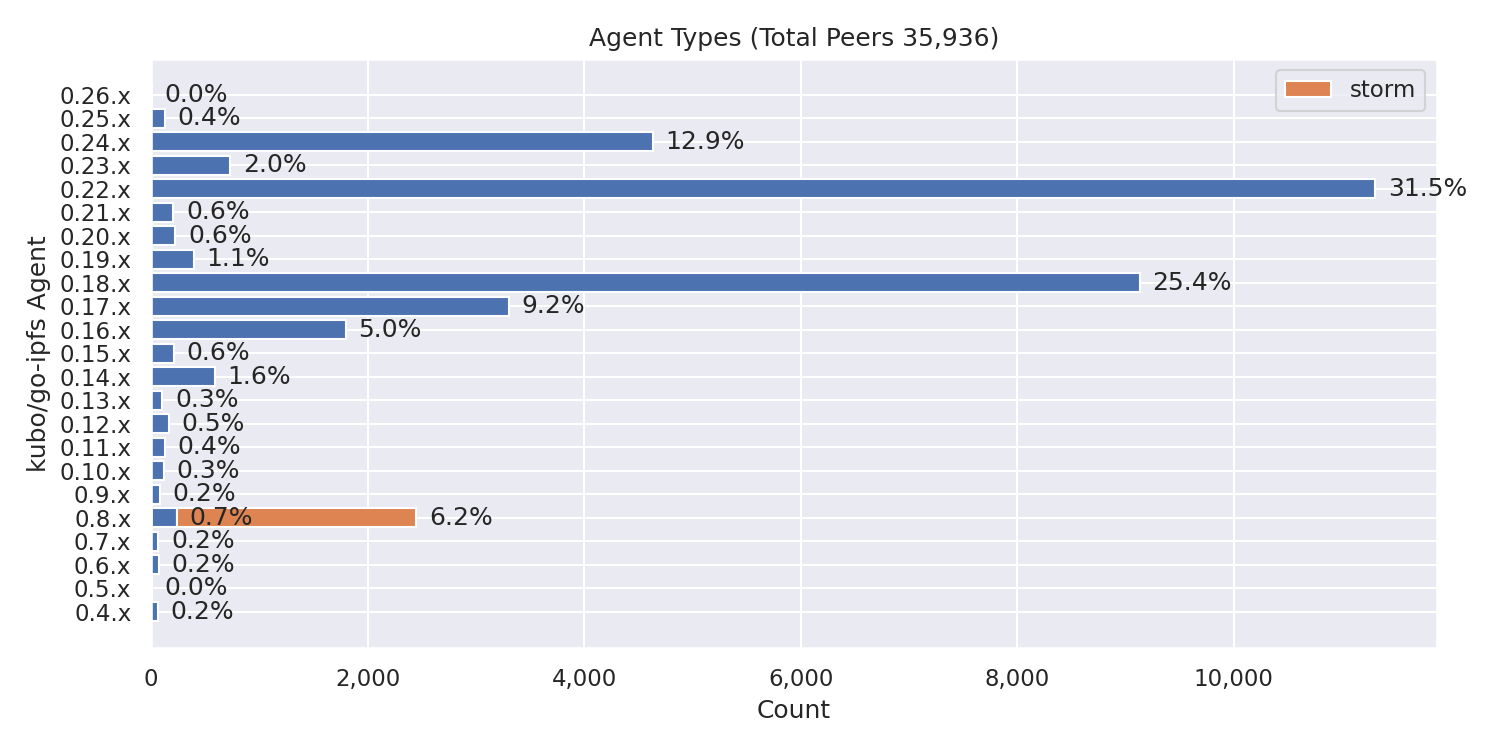 Agent Types (Total Peers 35,936)
storm
kubo/go-ipfs Agent
0.26.x 0.0%
0.25.x 0.4%
0.24.x 12.9%
0.23.x 2.0%
0.22.x 31.5%
0.21.x 0.6%
0.20.x 0.6%
0.19.x 1.1%
0.18.x 25.4%
0.17.x 9.2%
0.16.x 5.0%
0.15.x 0.6%
0.14.x 1.6%
0.13.x 0.3%
0.12.x 0.5%
0.11.x 0.4%
0.10.x 0.3%
0.9.x 0.2%
0.8.x 0.7% 6.2%
0.7.x 0.2%
0.6.x 0.2%
0.5.x 0.0%
0.4.x 0.2%
0 2,000 4,000 6,000 8,000 10,000
Count